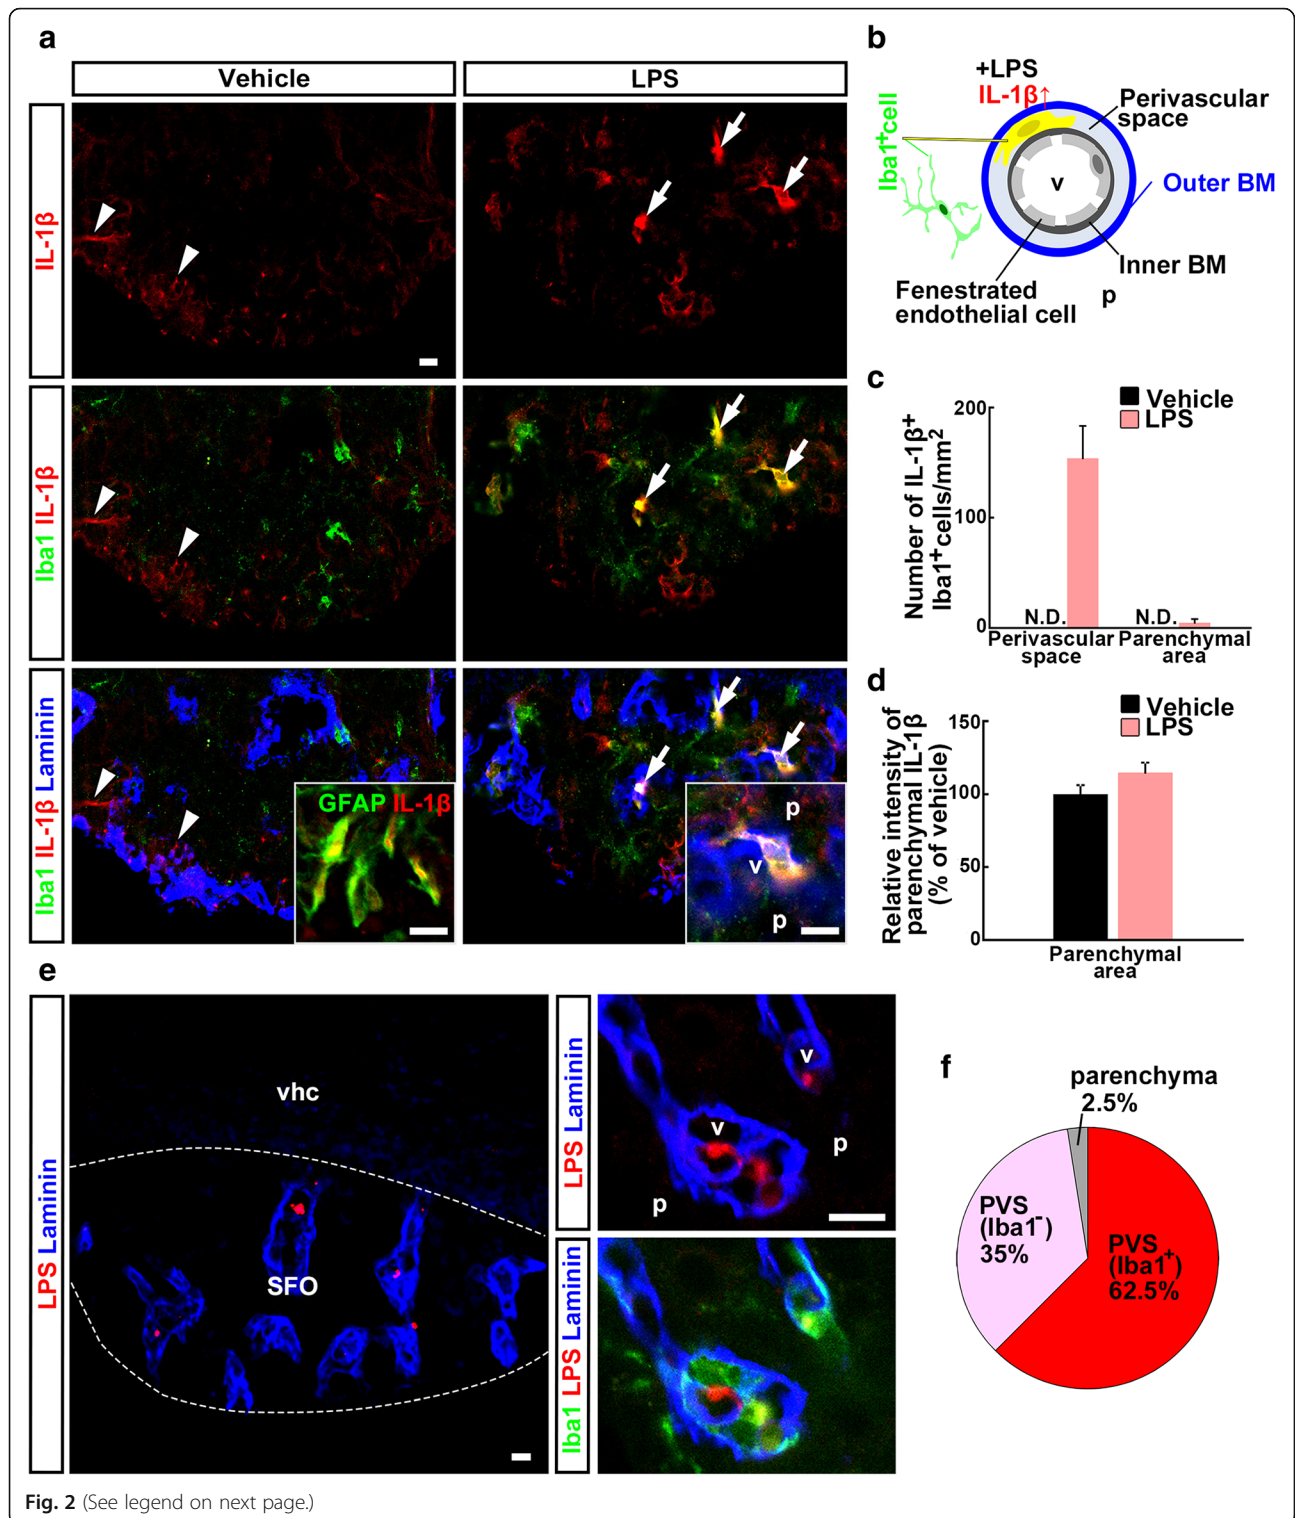 a
Vehicle
LPS
IL-1β
Iba1 IL-1β
Iba1 IL-1β Laminin
GFAP IL-1β
p
v
p
b
+LPS
IL-1β↑
Iba1+cell
Perivascular
space
v
Outer BM
Inner BM
Fenestrated
endothelial cell
p
c
Vehicle
LPS
Number of IL-1β+
Iba1+cells/mm2
200
100
0
N.D.
N.D.
Perivascular
space
Parenchymal
area
d
Vehicle
LPS
Relative intensity of
parenchymal IL-1β
(% of vehicle)
150
100
50
0
Parenchymal
area
e
LPS Laminin
vhc
SFO
LPS Laminin
v
v
p
p
Iba1 LPS Laminin
f
parenchyma
2.5%
PVS
(Iba1-)
35%
PVS
(Iba1+)
62.5%
Fig. 2 (See legend on next page.)